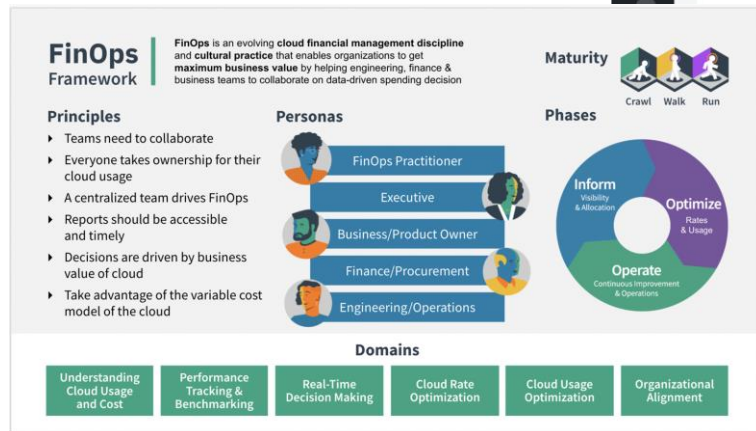 FinOps
Framework
FinOps is an evolving cloud financial management discipline
and cultural practice that enables organizations to get
maximum business value by helping engineering, finance &
business teams to collaborate on data-driven spending decision
Maturity
Crawl Walk Run
Principles
Teams need to collaborate
Everyone takes ownership for their
cloud usage
A centralized team drives FinOps
Reports should be accessible
and timely
Decisions are driven by business
value of cloud
Take advantage of the variable cost
model of the cloud
Personas
FinOps Practitioner
Executive
Business/Product Owner
Finance/Procurement
Engineering/Operations
Phases
Inform
Visibility
& Allocation
Optimize
Rates
& Usage
Operate
Continuous Improvement
& Operations
Domains
Understanding
Cloud Usage
and Cost
Performance
Tracking &
Benchmarking
Real-Time
Decision Making
Cloud Rate
Optimization
Cloud Usage
Optimization
Organizational
Alignment